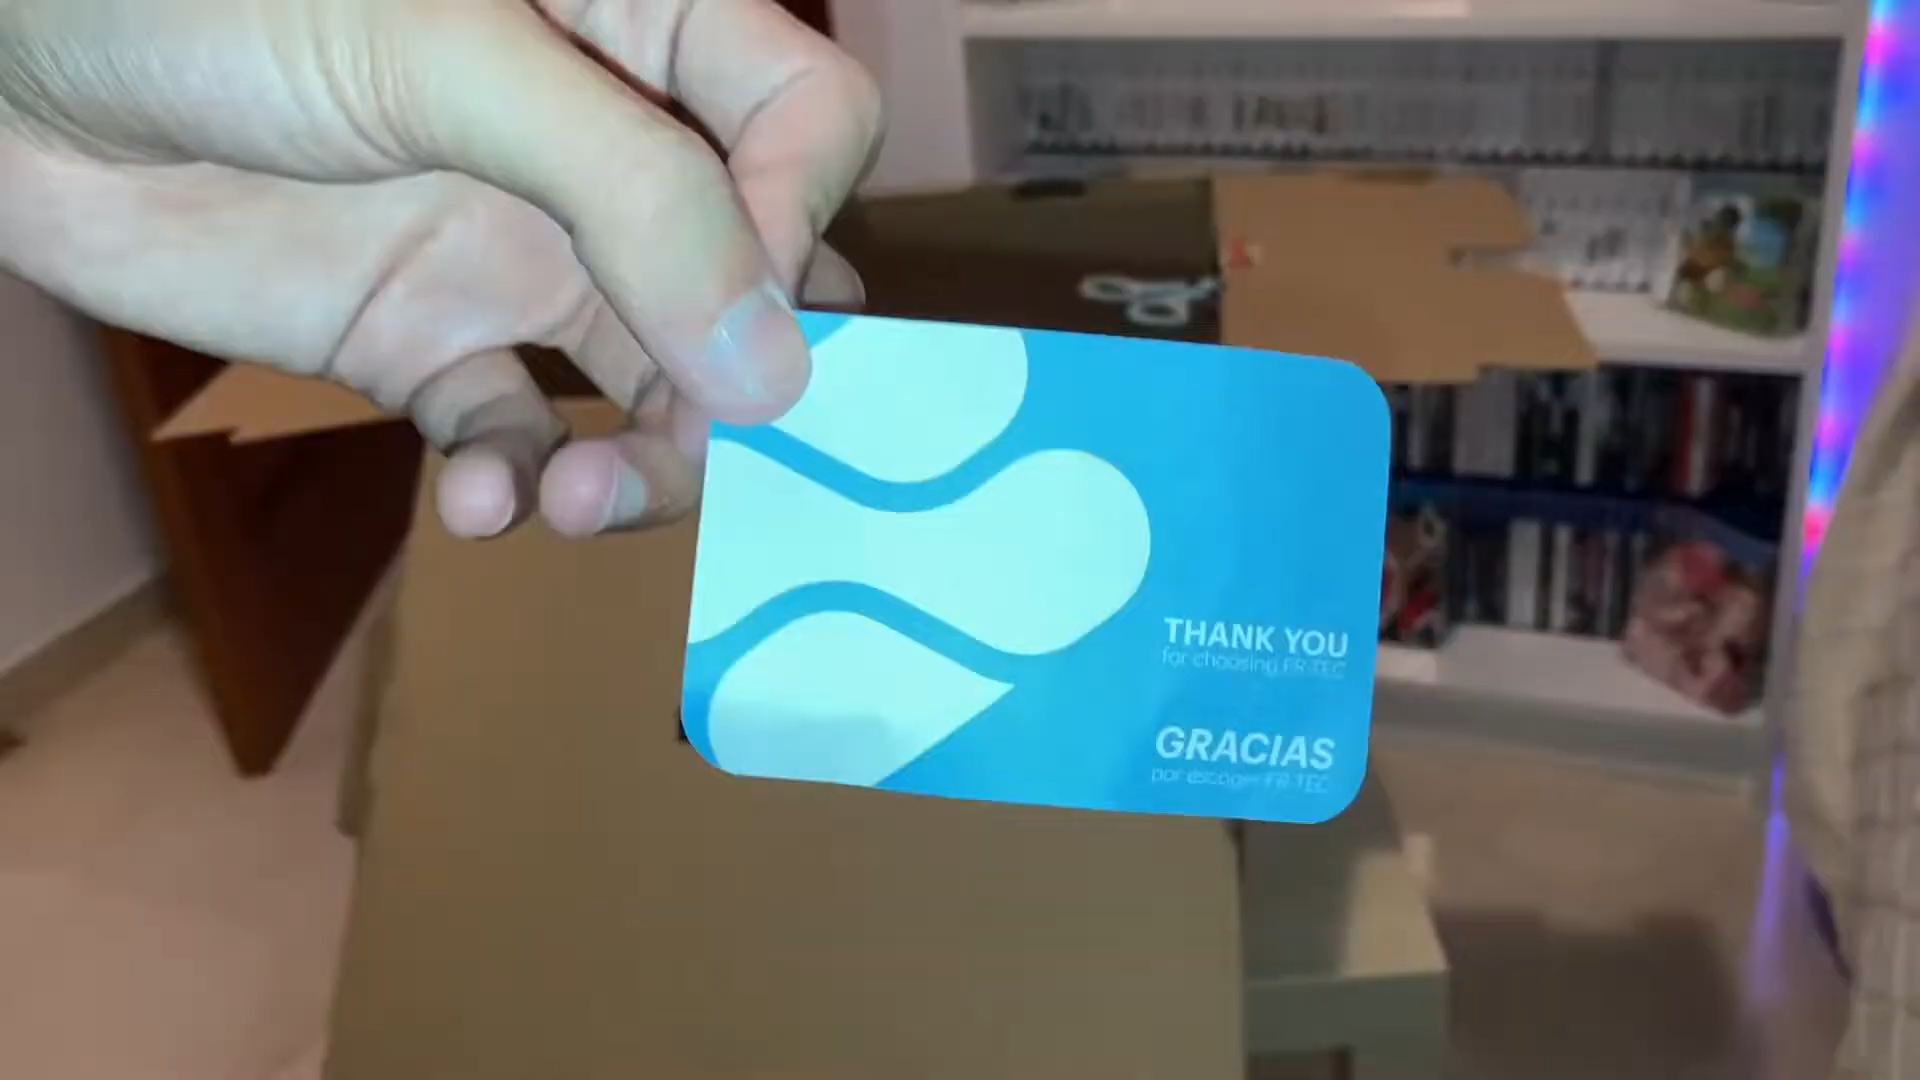 THANK YOU
for choosing FR-TEC
GRACIAS
por escoger FR-TEC